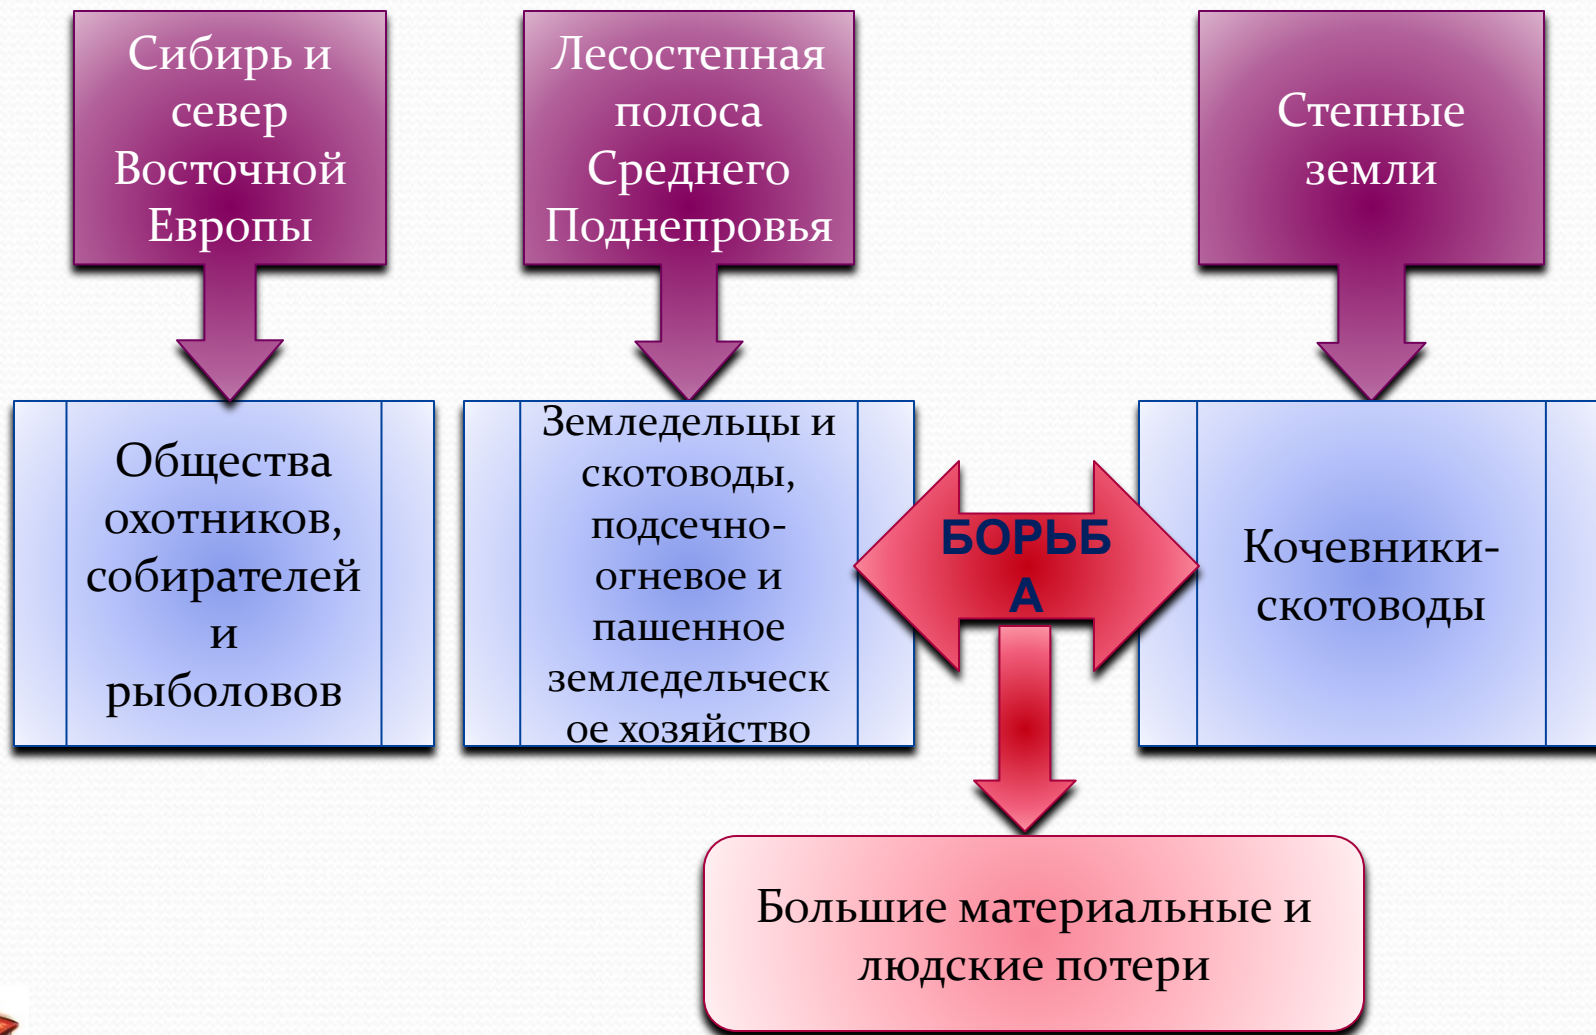 Сибирь и
север
Восточной
Европы
Лесостепная
полоса
Среднего
Поднепровья
Степные
земли
Общества
охотников,
собирателей
и
рыболовов
Земледельцы и
скотоводы,
подсечно-
огневое и
пашенное
земледельческ
ое хозяйство
БОРЬБ
А
Кочевники-
скотоводы
Большие материальные и
людские потери